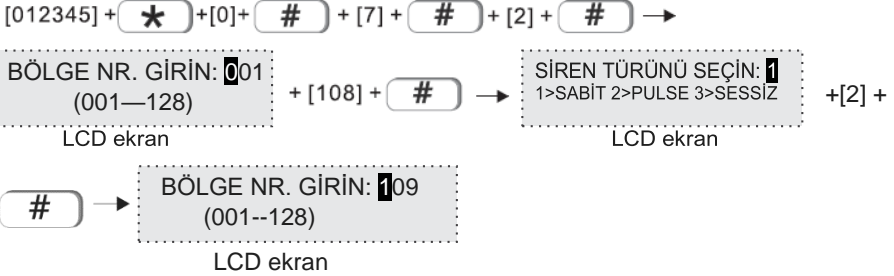 [012345] + * +[0]+ # + [7] + # + [2] + # →
BÖLGE NR. GİRİN: 001
(001—128)
LCD ekran
+ [108] + # →
SİREN TÜRÜNÜ SEÇİN: 1
1>SABİT 2>PULSE 3>SESSİZ
LCD ekran
+[2] +
# →
BÖLGE NR. GİRİN: 109
(001--128)
LCD ekran